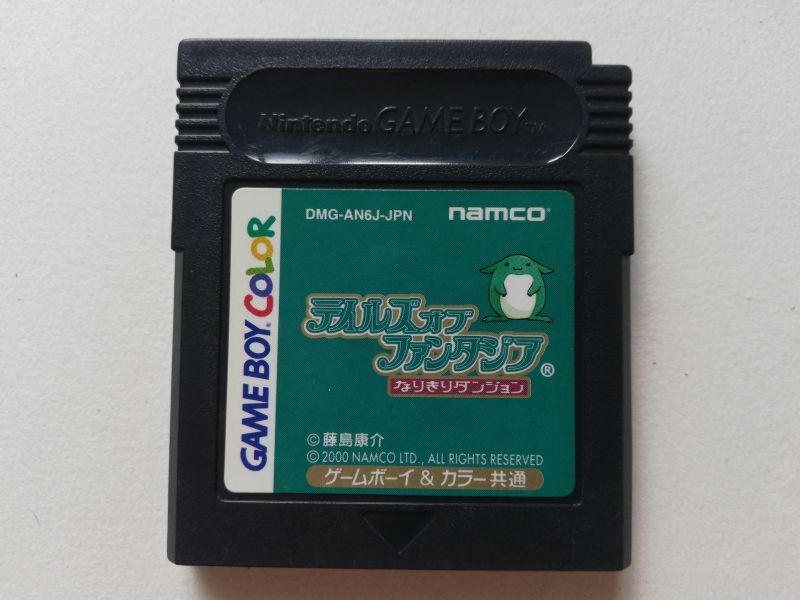 Nintendo GAME BOY TM
DMG-AN6J-JPN
namco®
GAME BOY COLOR
テイルズ オブ
ファンタジア®
なりきりダンジョン
© 藤島康介
© 2000 NAMCO LTD., ALL RIGHTS RESERVED
ゲームボーイ & カラー共通